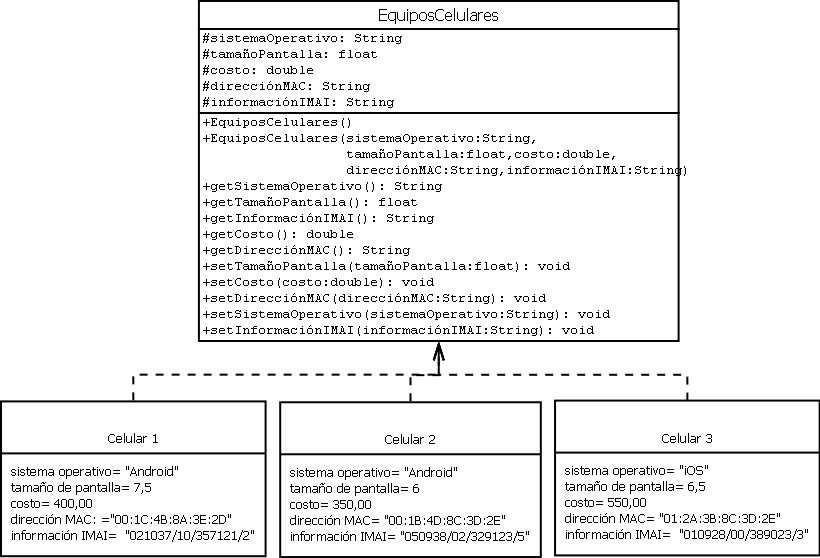 EquiposCelulares
#sistemaOperativo: String
#tamañoPantalla: float
#costo: double
#direcciónMAC: String
#informaciónIMAI: String
+EquiposCelulares()
+EquiposCelulares(sistemaOperativo:String,
tamañoPantalla:float,costo:double,
direcciónMAC:String,informaciónIMAI:String)
+getSistemaOperativo(): String
+getTamañoPantalla(): float
+getInformaciónIMAI(): String
+getCosto(): double
+getDirecciónMAC(): String
+setTamañoPantalla(tamañoPantalla:float): void
+setCosto(costo:double): void
+setDirecciónMAC(direcciónMAC:String): void
+setSistemaOperativo(sistemaOperativo:String): void
+setInformaciónIMAI(informaciónIMAI:String): void
Celular 1
sistema operativo= "Android"
tamaño de pantalla= 7,5
costo= 400,00
dirección MAC: ="00:1C:4B:8A:3E:2D"
información IMAI= "021037/10/357121/2"
Celular 2
sistema operativo= "Android"
tamaño de pantalla= 6
costo= 350,00
dirección MAC= "00:1B:4D:8C:3D:2E"
información IMAI= "050938/02/329123/5"
Celular 3
sistema operativo= "iOS"
tamaño de pantalla= 6,5
costo= 550,00
dirección MAC= "01:2A:3B:8C:3D:2E"
información IMAI= "010928/00/389023/3"